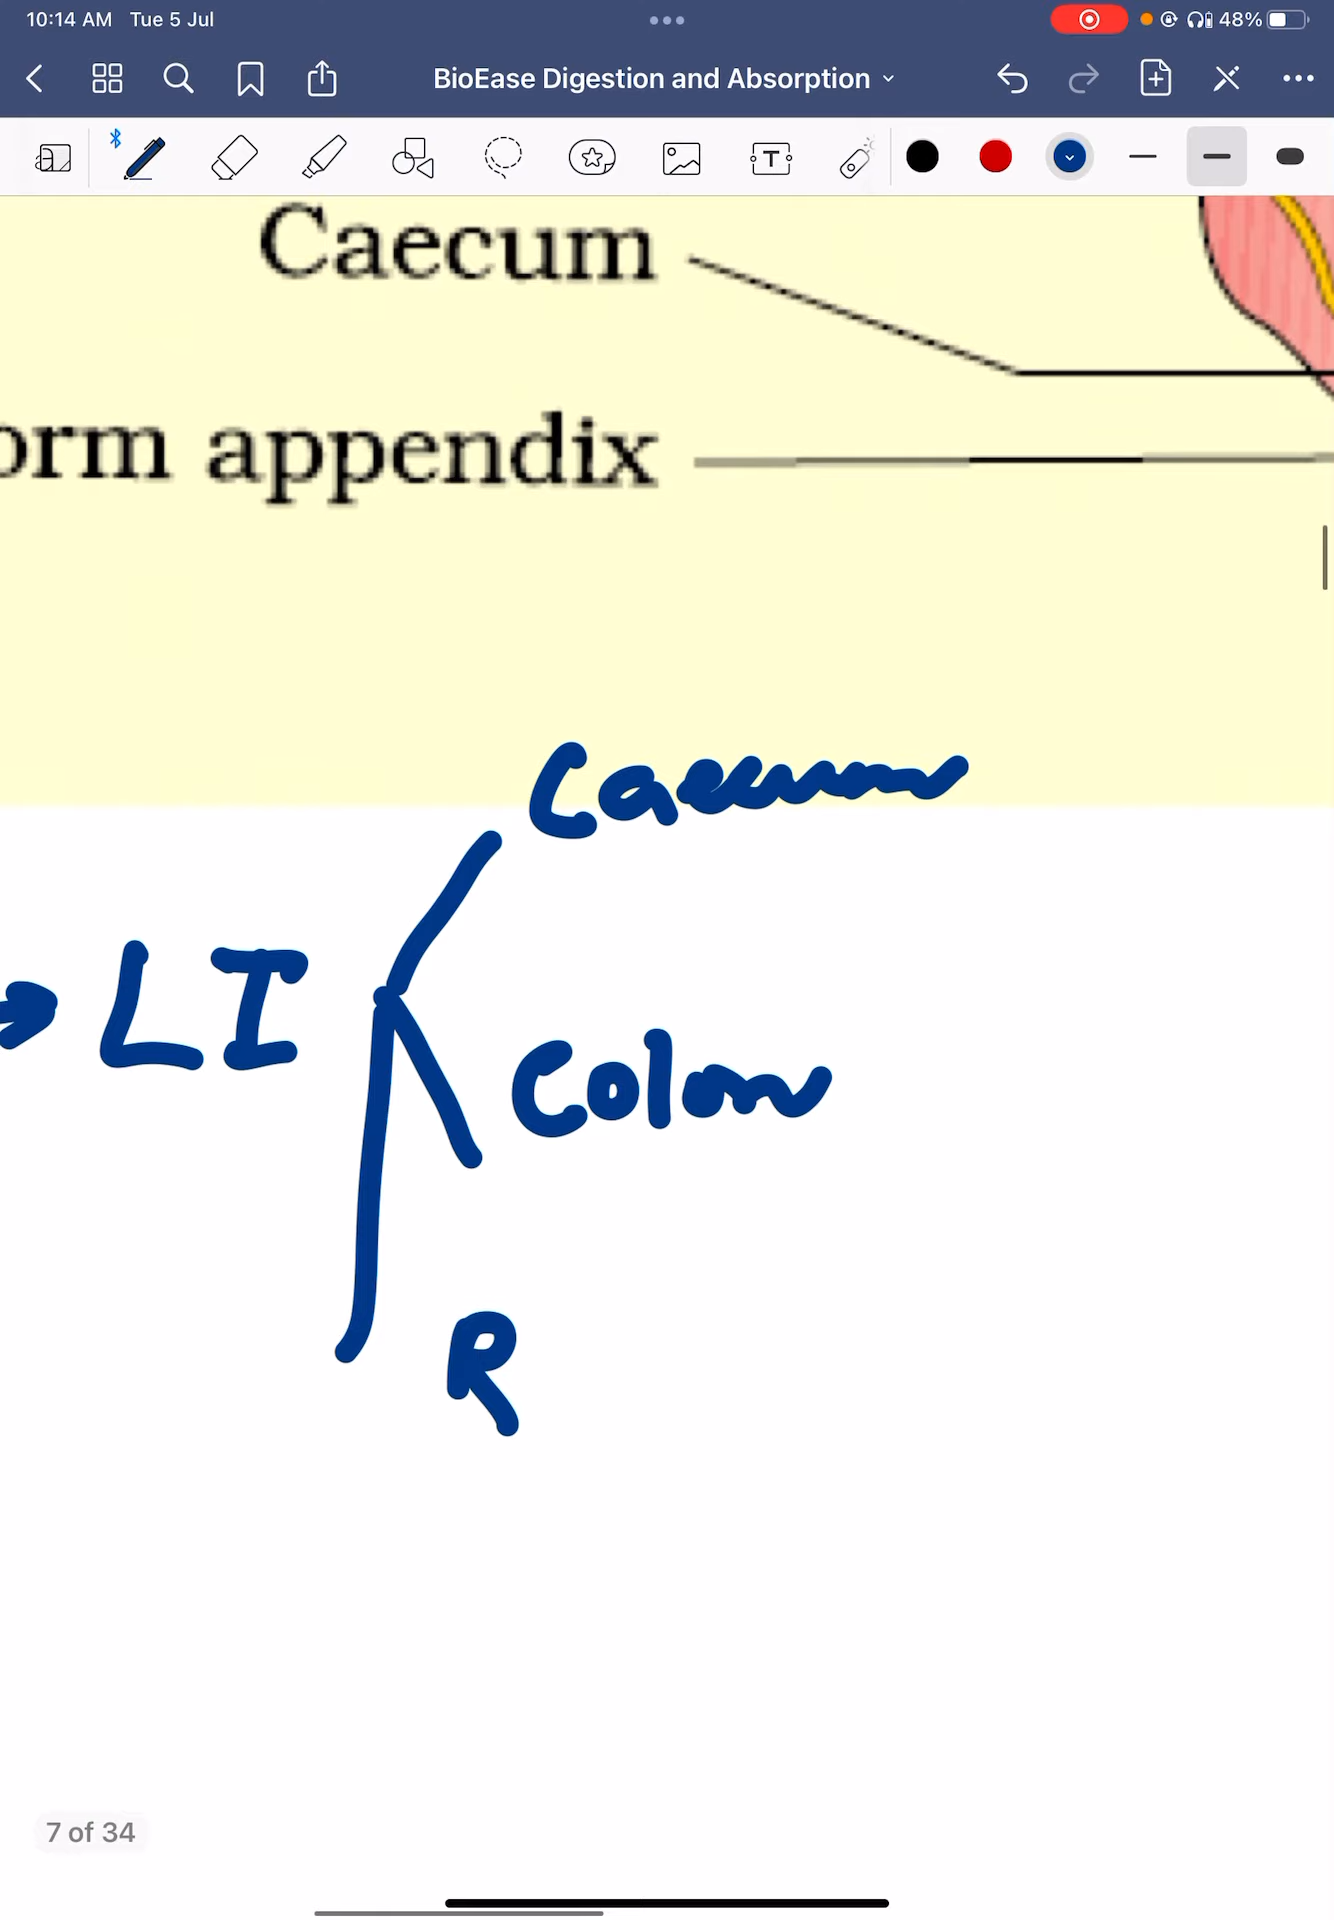 10:14 AM Tue 5 Jul
48%
BioEase Digestion and Absorption
Caecum
orm appendix
Caecum
LI
Colon
R
7 of 34